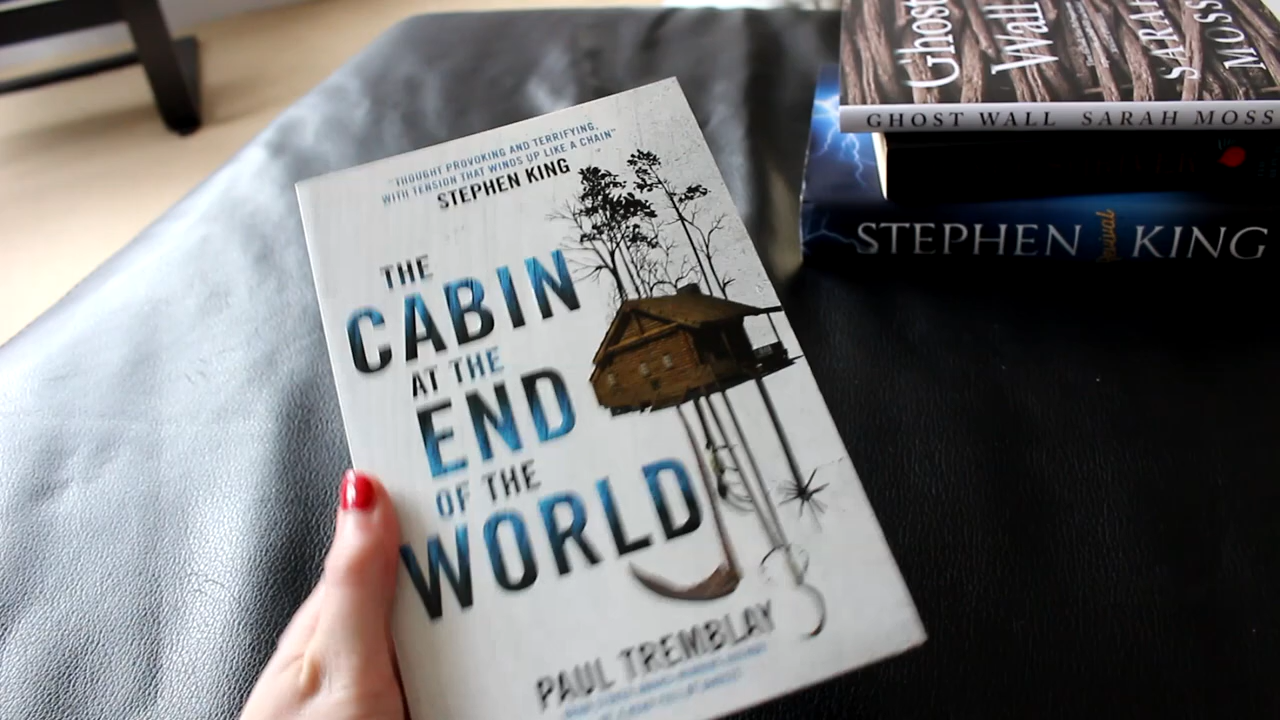 "THOUGHT PROVOKING AND TERRIFYING,
WITH TENSION THAT WINDS UP LIKE A CHAIN"
STEPHEN KING
THE
CABIN
AT THE
END
OF THE
WORLD
PAUL TREMBLAY
Ghost
Wall
SARAH
MOSS
GHOST WALL SARAH MOSS
STEPHEN KING
Revival